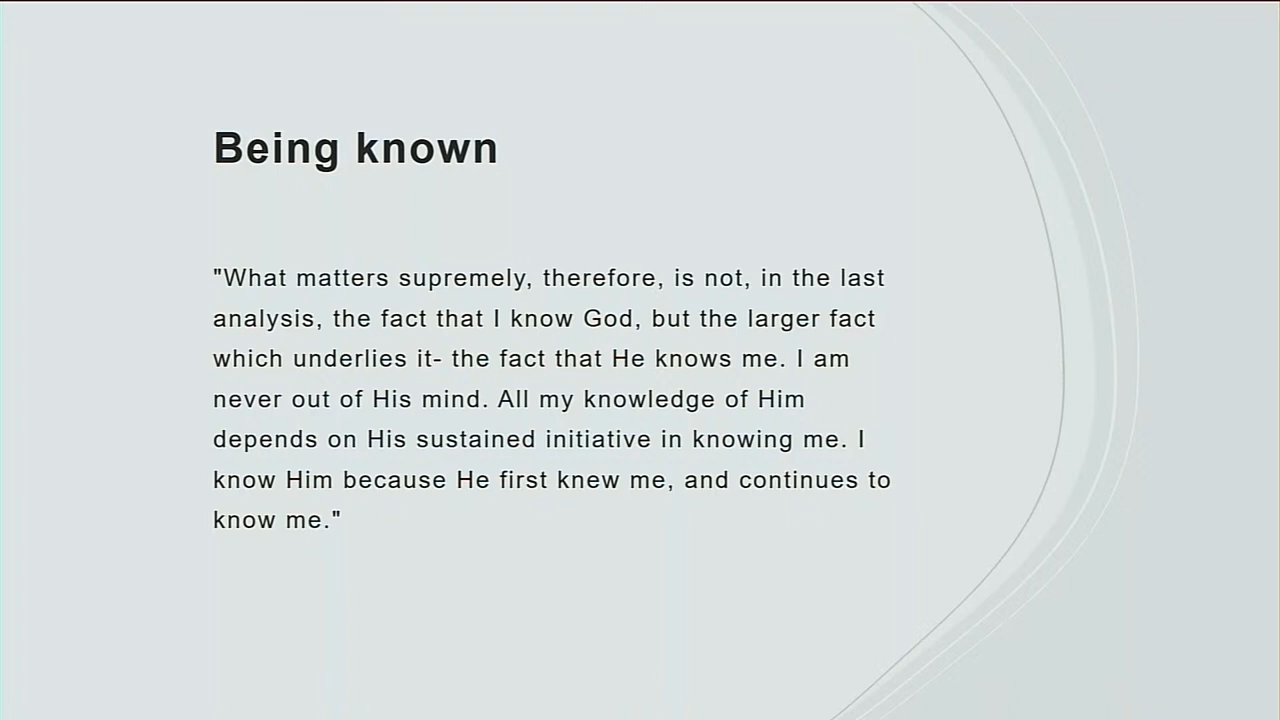 Being known
"What matters supremely, therefore, is not, in the last
analysis, the fact that I know God, but the larger fact
which underlies it- the fact that He knows me. I am
never out of His mind. All my knowledge of Him
depends on His sustained initiative in knowing me. I
know Him because He first knew me, and continues to
know me."